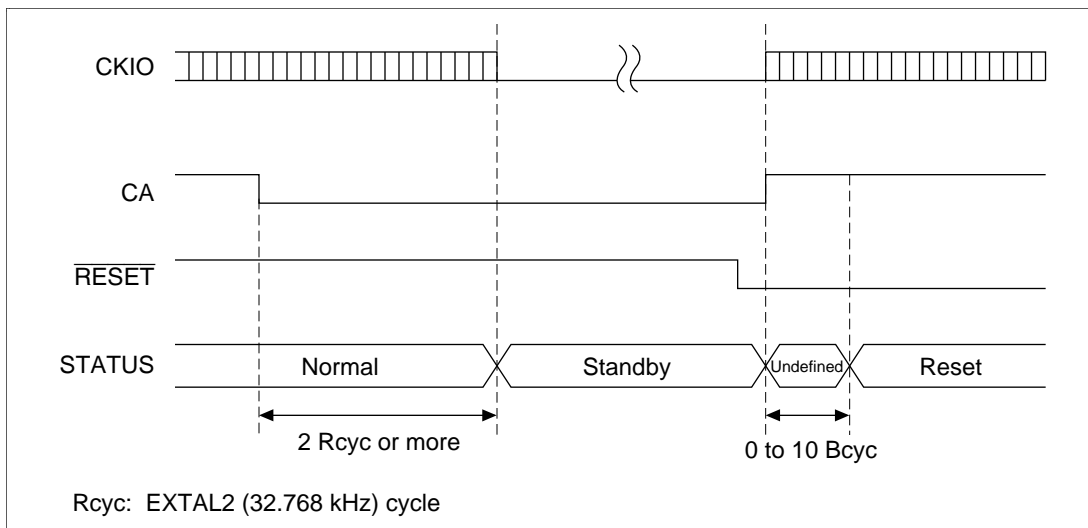 CKIO
CA
RESET
STATUS
Normal
Standby
Undefined
Reset
2 Rcyc or more
0 to 10 Bcyc
Rcyc: EXTAL2 (32.768 kHz) cycle